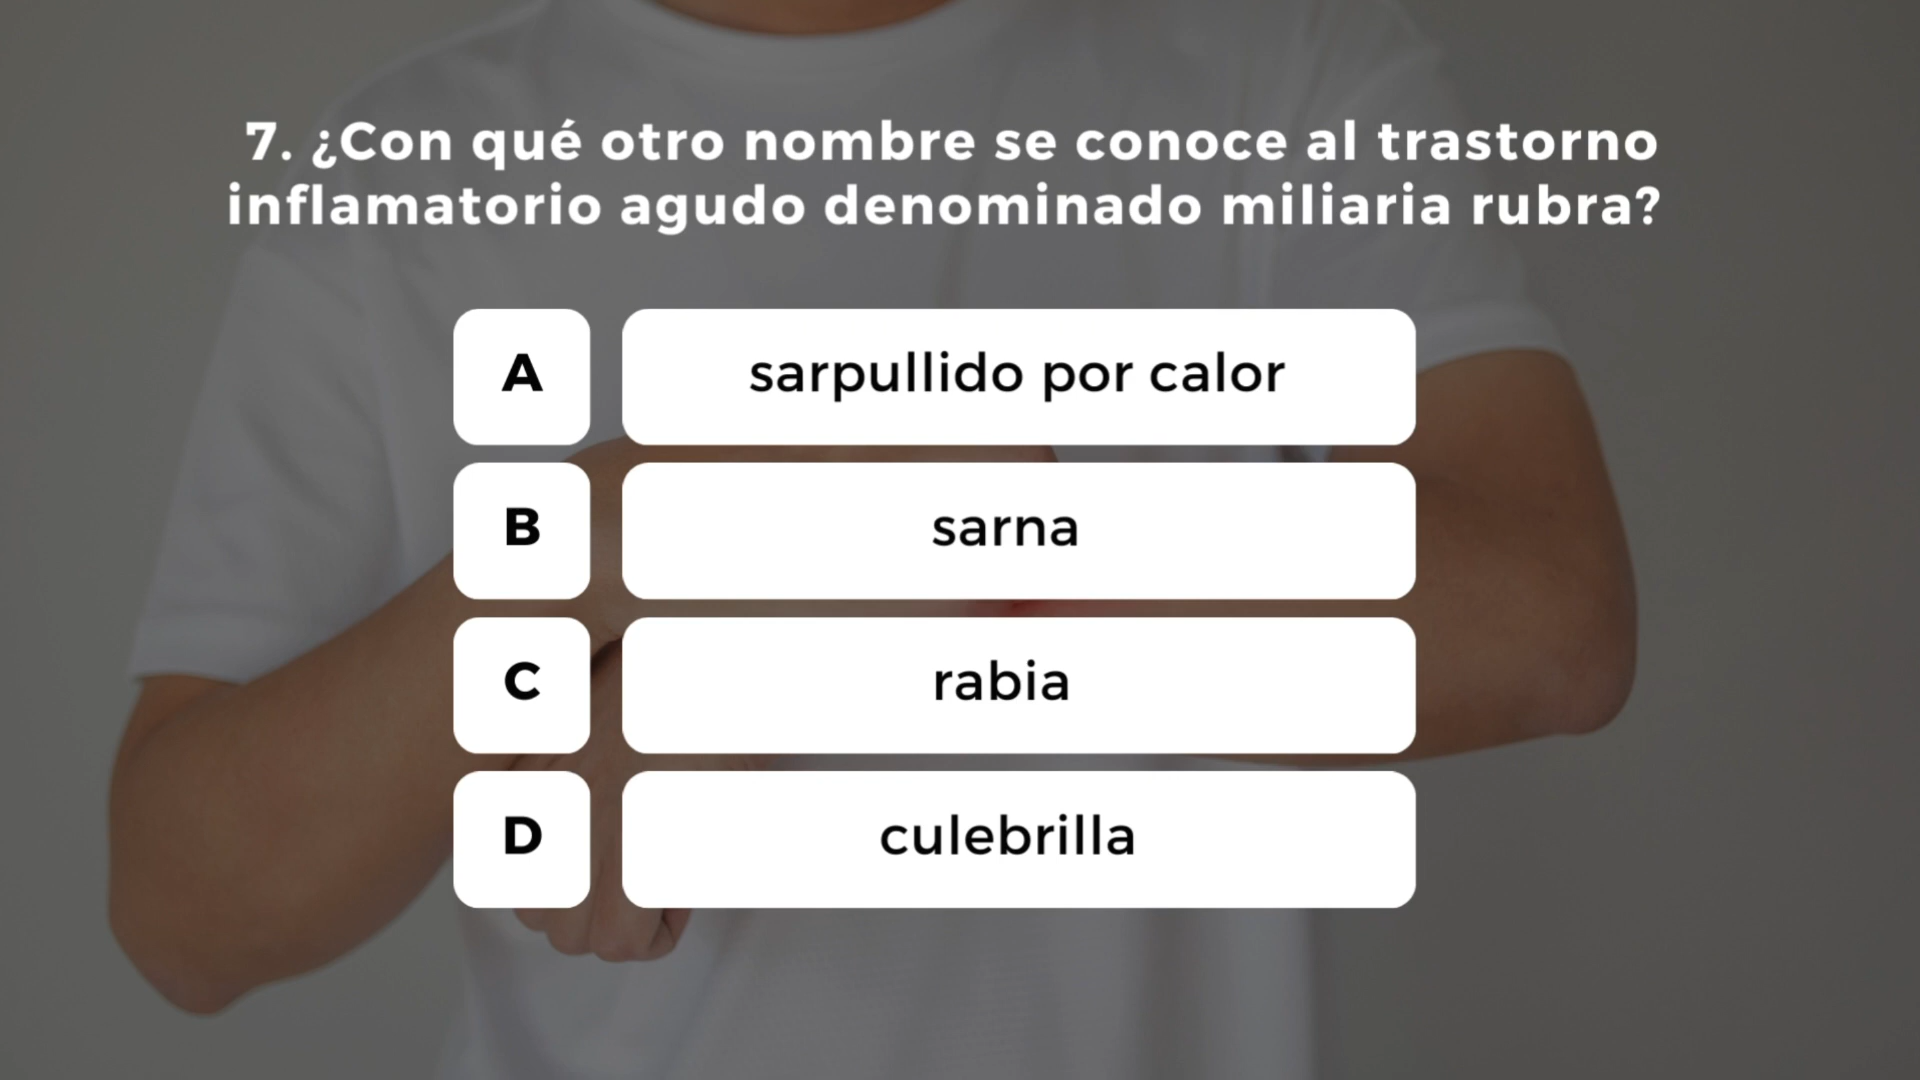 7. ¿Con qué otro nombre se conoce al trastorno
inflamatorio agudo denominado miliaria rubra?
A sarpullido por calor
B sarna
C rabia
D culebrilla